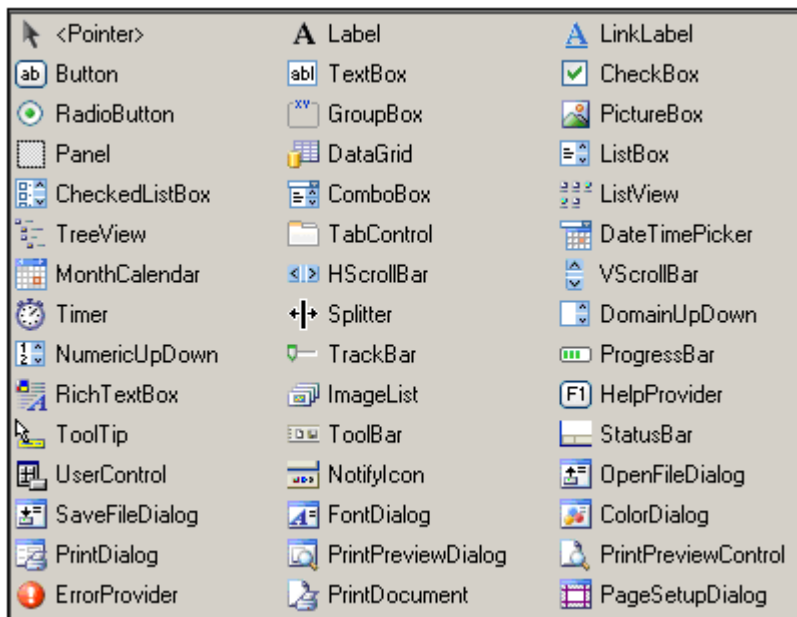 <Pointer> Label LinkLabel
Button TextBox CheckBox
RadioButton GroupBox PictureBox
Panel DataGrid ListBox
CheckedListBox ComboBox ListView
TreeView TabControl DateTimePicker
MonthCalendar HScrollBar VScrollBar
Timer Splitter DomainUpDown
NumericUpDown TrackBar ProgressBar
RichTextBox ImageList HelpProvider
ToolTip ToolBar StatusBar
UserControl NotifyIcon OpenFileDialog
SaveFileDialog FontDialog ColorDialog
PrintDialog PrintPreviewDialog PrintPreviewControl
ErrorProvider PrintDocument PageSetupDialog